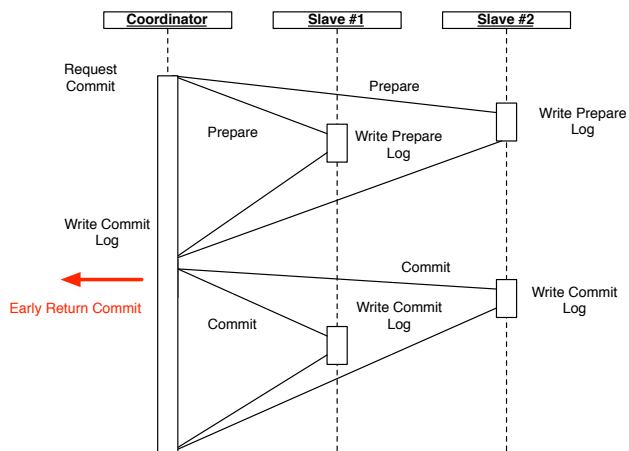 Coordinator
Slave #1
Slave #2
Request
Commit
Prepare
Prepare
Write Prepare
Log
Write Prepare
Log
Write Commit
Log
Early Return Commit
Commit
Commit
Write Commit
Log
Write Commit
Log